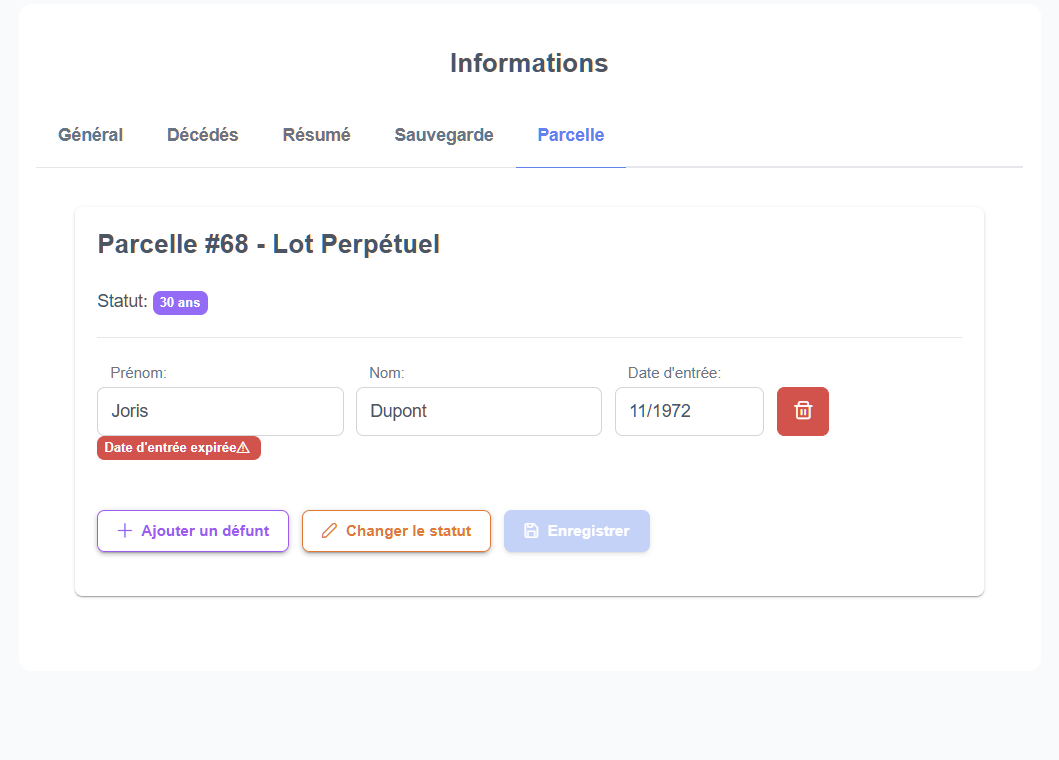 Informations
Général Décédés Résumé Sauvegarde Parcelle
Parcelle #68 - Lot Perpétuel
Statut: 30 ans
Prénom: Nom: Date d'entrée:
Joris Dupont 11/1972
Date d'entrée expirée⚠
Ajouter un défunt Changer le statut Enregistrer